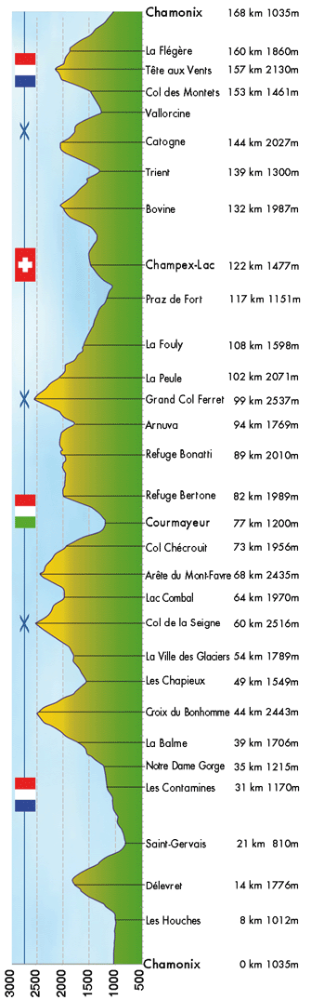 Chamonix 168 km 1035m
La Flégère 160 km 1860m
Tête aux Vents 157 km 2130m
Col des Montets 153 km 1461m
Vallorcine
Catogne 144 km 2027m
Trient 139 km 1300m
Bovine 132 km 1987m
Champex-Lac 122 km 1477m
Praz de Fort 117 km 1151m
La Fouly 108 km 1598m
La Peule 102 km 2071m
Grand Col Ferret 99 km 2537m
Arnuva 94 km 1769m
Refuge Bonatti 89 km 2010m
Refuge Bertone 82 km 1989m
Courmayeur 77 km 1200m
Col Chécrouit 73 km 1956m
Arête du Mont-Favre 68 km 2435m
Lac Combal 64 km 1970m
Col de la Seigne 60 km 2516m
La Ville des Glaciers 54 km 1789m
Les Chapieux 49 km 1549m
Croix du Bonhomme 44 km 2443m
La Balme 39 km 1706m
Notre Dame Gorge 35 km 1215m
Les Contamines 31 km 1170m
Saint-Gervais 21 km 810m
Délevret 14 km 1776m
Les Houches 8 km 1012m
Chamonix 0 km 1035m
3000 2500 2000 1500 1000 500